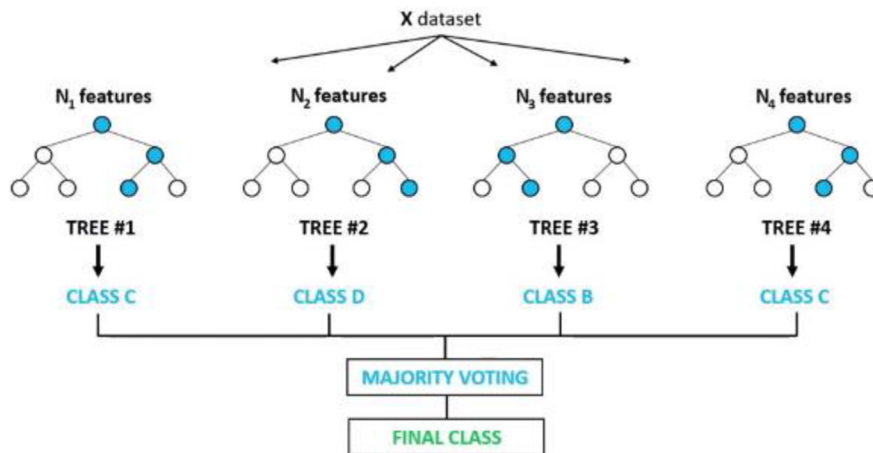 X dataset
N₁ features
N₂ features
N₃ features
N₄ features
TREE #1
TREE #2
TREE #3
TREE #4
CLASS C
CLASS D
CLASS B
CLASS C
MAJORITY VOTING
FINAL CLASS